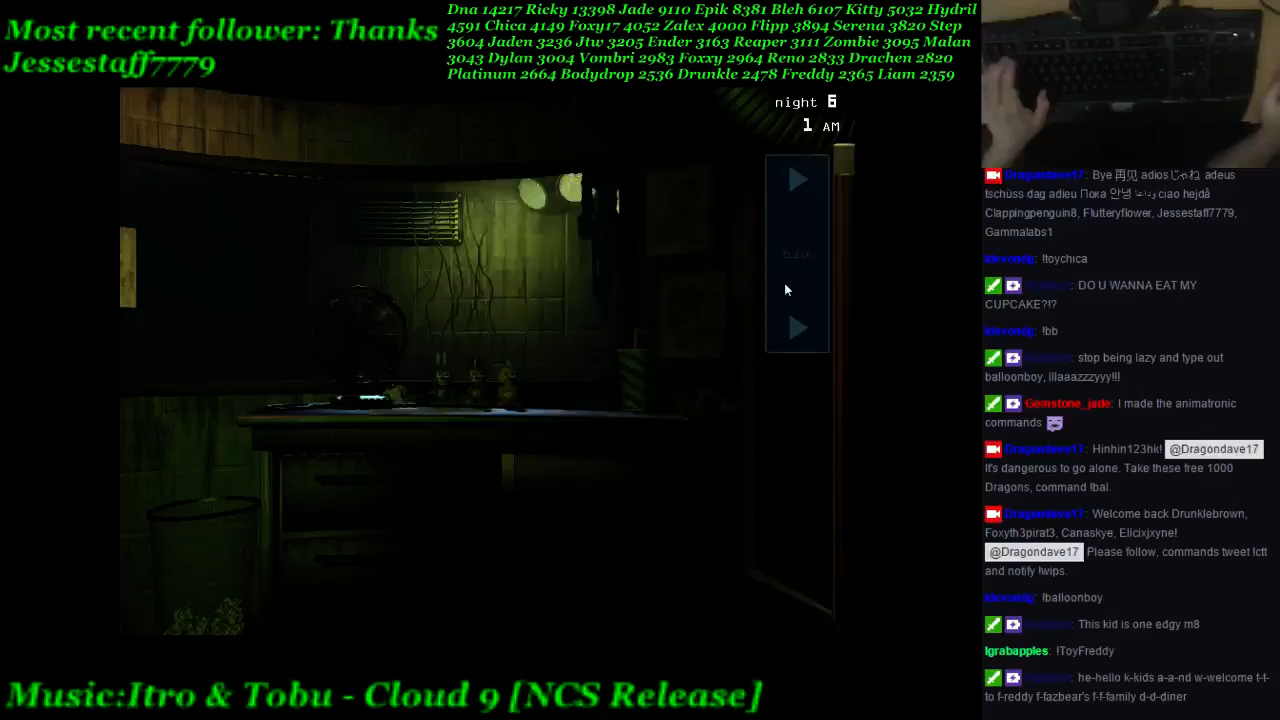 Most recent follower: Thanks
Jessestaff7779
Dna 14217 Ricky 13398 Jade 9110 Epik 8381 Bleh 6107 Kitty 5032 Hydril
4591 Chica 4149 Foxy17 4052 Zalex 4000 Flipp 3894 Serena 3820 Step
3604 Jaden 3236 Jtw 3205 Ender 3163 Reaper 3111 Zombie 3095 Malan
3043 Dylan 3004 Vombri 2983 Foxxy 2964 Reno 2833 Drachen 2820
Platinum 2664 Bodydrop 2536 Drunkle 2478 Freddy 2365 Liam 2359
night 6
1 AM
Dragondave17: Bye 再见 adios じゃね adeus
tschüss dag adieu Пока 안녕 وداعا ciao hejdå
Clappingpenguin8, Flutteryflower, Jessestaff7779,
Gammalabs1
!toychica
DO U WANNA EAT MY
CUPCAKE?!?
!bb
stop being lazy and type out
balloonboy, lllaaazzzyyy!!!
Gemstone_jade: I made the animatronic
commands
Dragondave17: Hinhin123hk! @Dragondave17
It's dangerous to go alone. Take these free 1000
Dragons, command !bal.
Dragondave17: Welcome back Drunklebrown,
Foxyth3pirat3, Canaskye, Elicixjxyne!
@Dragondave17 Please follow, commands tweet !ctt
and notify !wips.
!balloonboy
This kid is one edgy m8
Igrabapples: !ToyFreddy
he-hello k-kids a-a-nd w-welcome t-t-
to f-reddy f-fazbear's f-f-family d-d-diner
Music:Itro & Tobu - Cloud 9 [NCS Release]